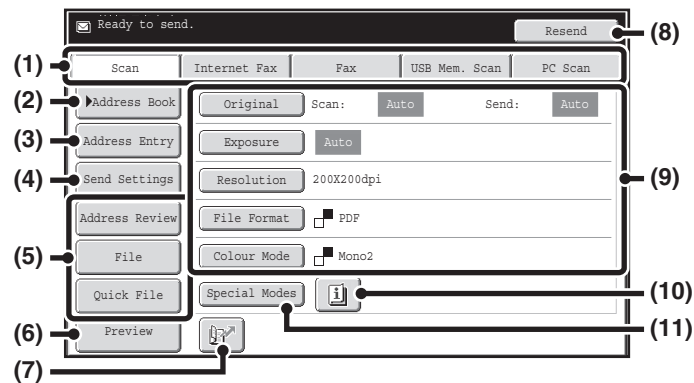 Ready to send.
Resend (8)
(1) Scan Internet Fax Fax USB Mem. Scan PC Scan
(2) Address Book Original Scan: Auto Send: Auto
(3) Address Entry Exposure Auto
(4) Send Settings Resolution 200X200dpi (9)
Address Review File Format PDF
(5) File Colour Mode Mono2
Quick File Special Modes (10)
(6) Preview (11)
(7)